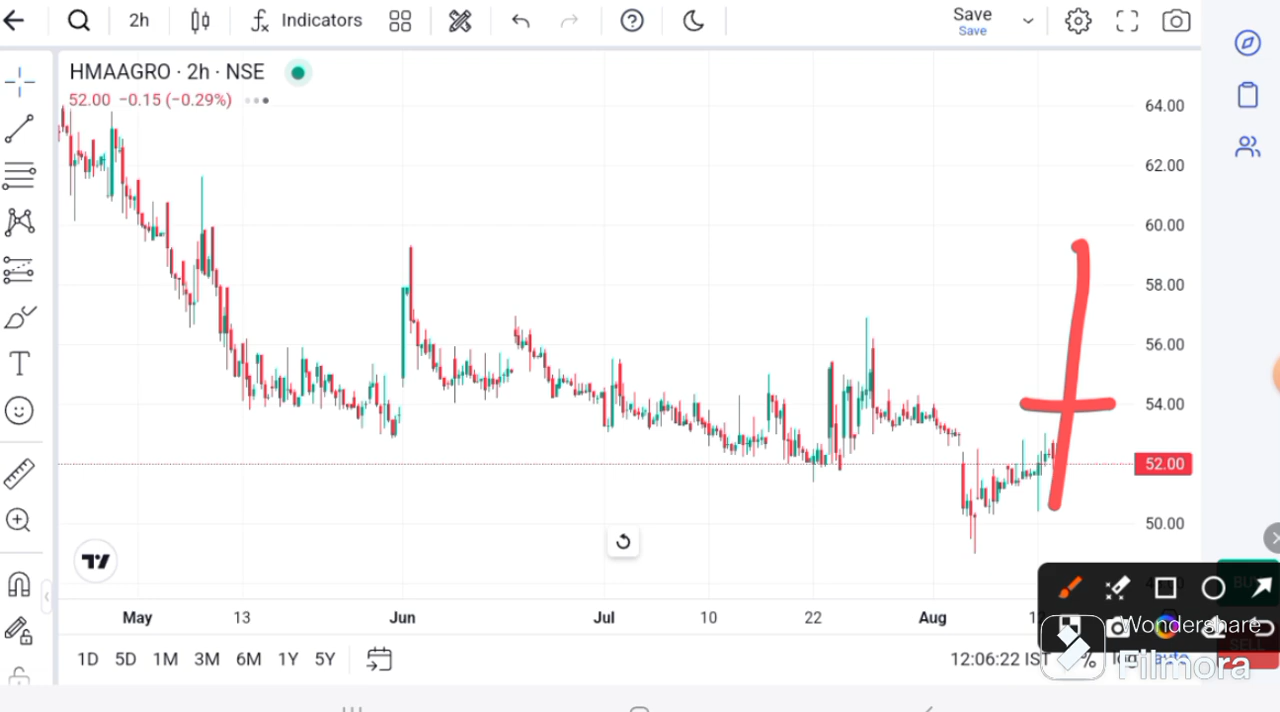 2h
Indicators
Save
Save
HMAAGRO · 2h · NSE
52.00 −0.15 (−0.29%)
64.00
62.00
60.00
58.00
56.00
54.00
52.00
50.00
May 13 Jun Jul 10 22 Aug
1D 5D 1M 3M 6M 1Y 5Y
12:06:22 IST % log auto
Wondershare
Filmora